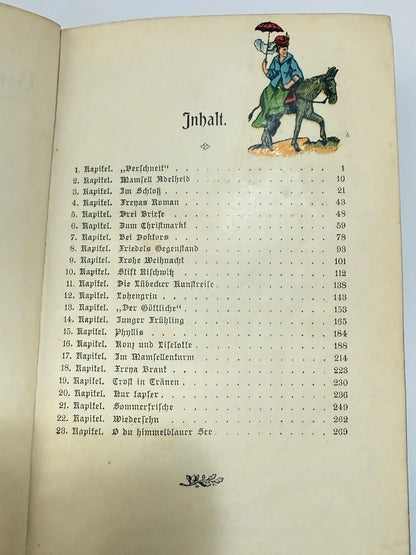 Inhalt.
1. Kapitel. „Verschneit“ . . . 1
2. Kapitel. Mamsell Adelheid . . . 10
3. Kapitel. Im Schloß . . . 21
4. Kapitel. Freyas Roman . . . 43
5. Kapitel. Drei Briefe . . . 48
6. Kapitel. Zum Christmarkt . . . 59
7. Kapitel. Bei Doktors . . . 78
8. Kapitel. Friedels Gegenstand . . . 93
9. Kapitel. Frohe Weihnacht . . . 101
10. Kapitel. Stift Rischwitz . . . 112
11. Kapitel. Die Lübecker Kunstreise . . . 138
12. Kapitel. Lohengrin . . . 143
13. Kapitel. „Der Göttliche“ . . . 153
14. Kapitel. Junger Frühling . . . 165
15. Kapitel. Phyllis . . . 184
16. Kapitel. Konz und Liselotte . . . 188
17. Kapitel. Im Mamsellenturm . . . 214
18. Kapitel. Freya Braut . . . 223
19. Kapitel. Trost in Tränen . . . 230
20. Kapitel. Nur tapfer . . . 236
21. Kapitel. Sommerfrische . . . 249
22. Kapitel. Wiedersehn . . . 262
23. Kapitel. O du himmelblauer See . . . 269